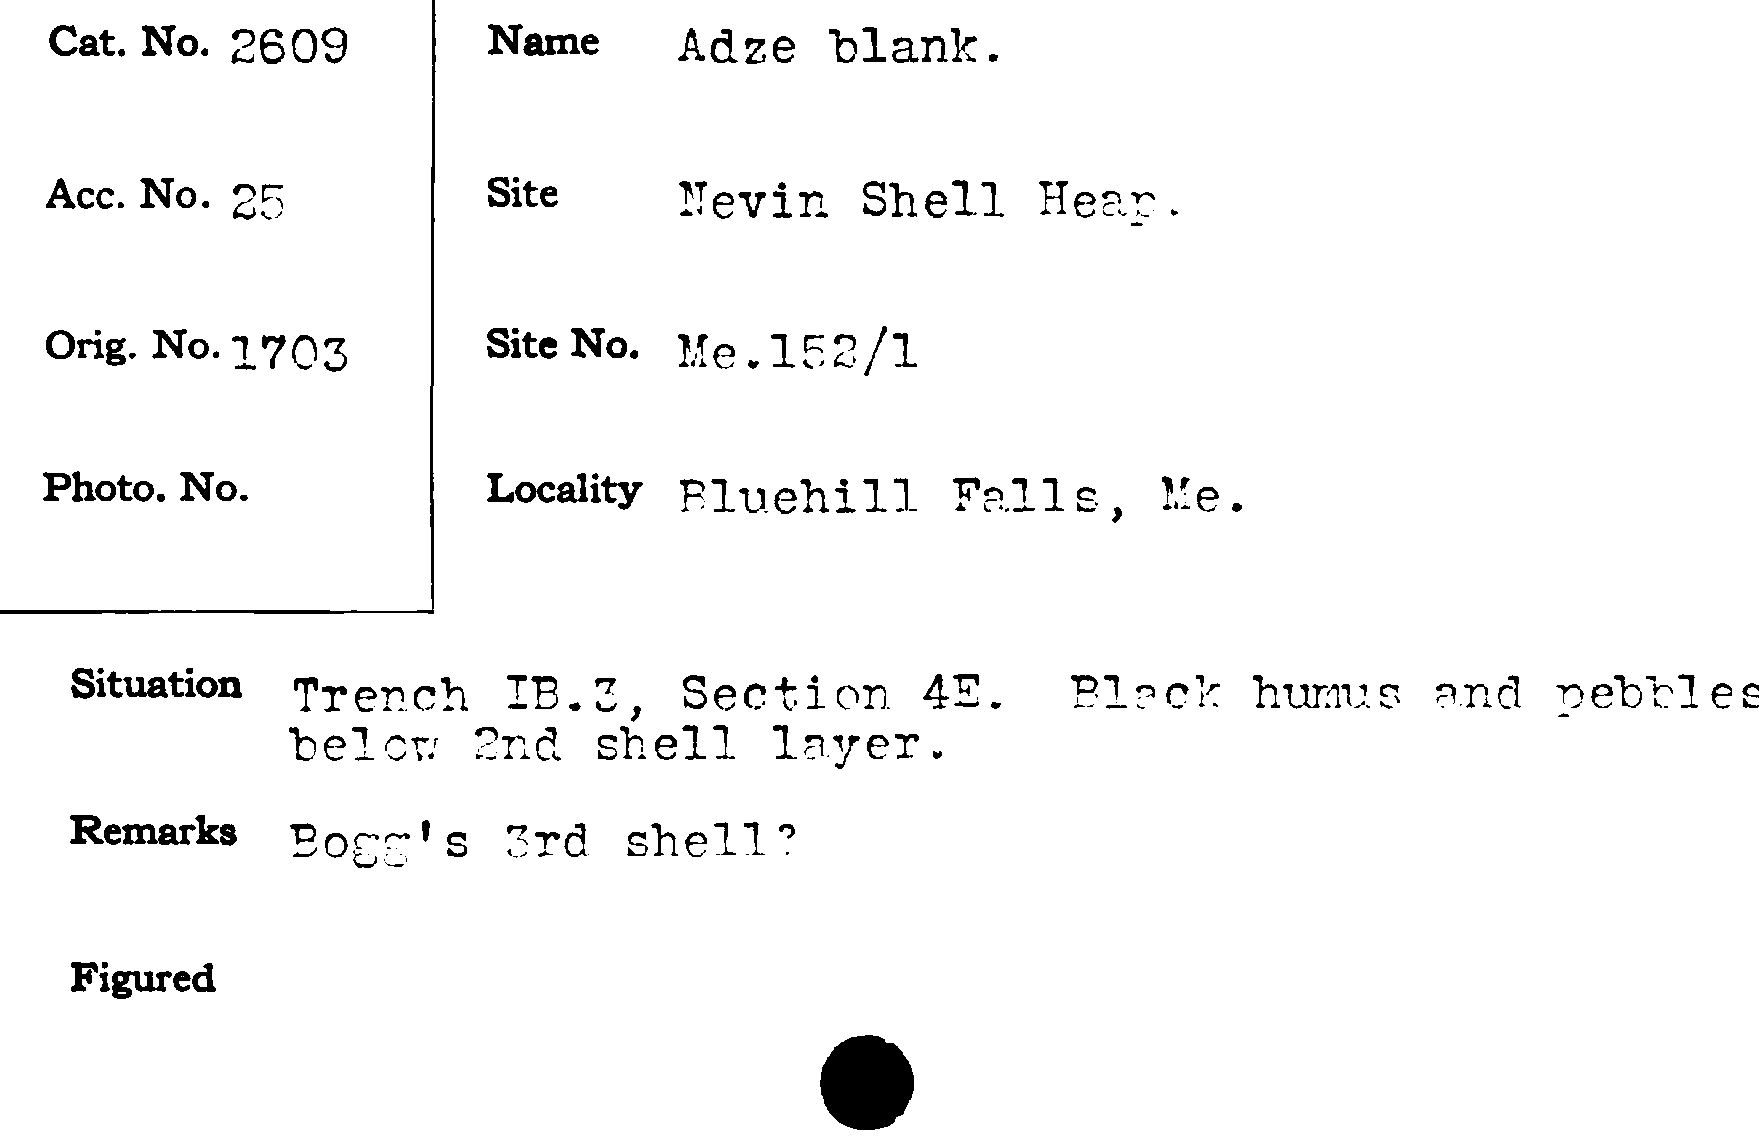 Cat. No. 2609
Name Adze blank.
Acc. No. 25
Site Nevin Shell Heap.
Orig. No. 1703
Site No. Me.152/1
Photo. No.
Locality Bluehill Falls, Me.
Situation Trench IB.3, Section 4E. Black humus and pebbles
below 2nd shell layer.
Remarks Bogg's 3rd shell?
Figured